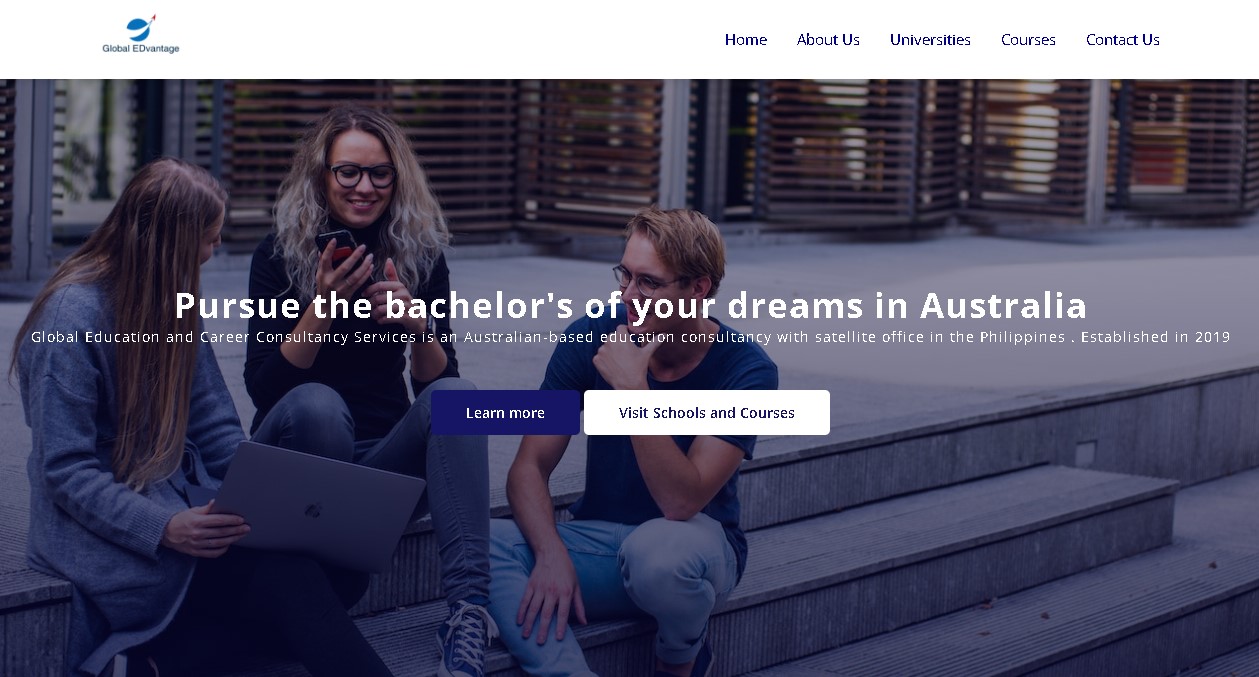 Global EDvantage
Home About Us Universities Courses Contact Us
Pursue the bachelor's of your dreams in Australia
Global Education and Career Consultancy Services is an Australian-based education consultancy with satellite office in the Philippines . Established in 2019
Learn more Visit Schools and Courses